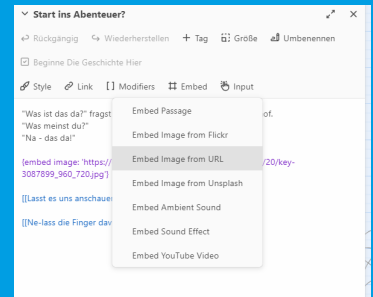 Start ins Abenteuer?
Rückgängig Wiederherstellen + Tag Größe Umbenennen
Beginne Die Geschichte Hier
Style Link [ ] Modifiers Embed Input
"Was ist das da?" fragst of.
"Was meinst du?"
"Na - das da!"
{embed image: 'https:// /20/key-
3087899_960_720.jpg'}
[[Lasst es uns anschaue
[[Ne-lass die Finger dav
Embed Passage
Embed Image from Flickr
Embed Image from URL
Embed Image from Unsplash
Embed Ambient Sound
Embed Sound Effect
Embed YouTube Video